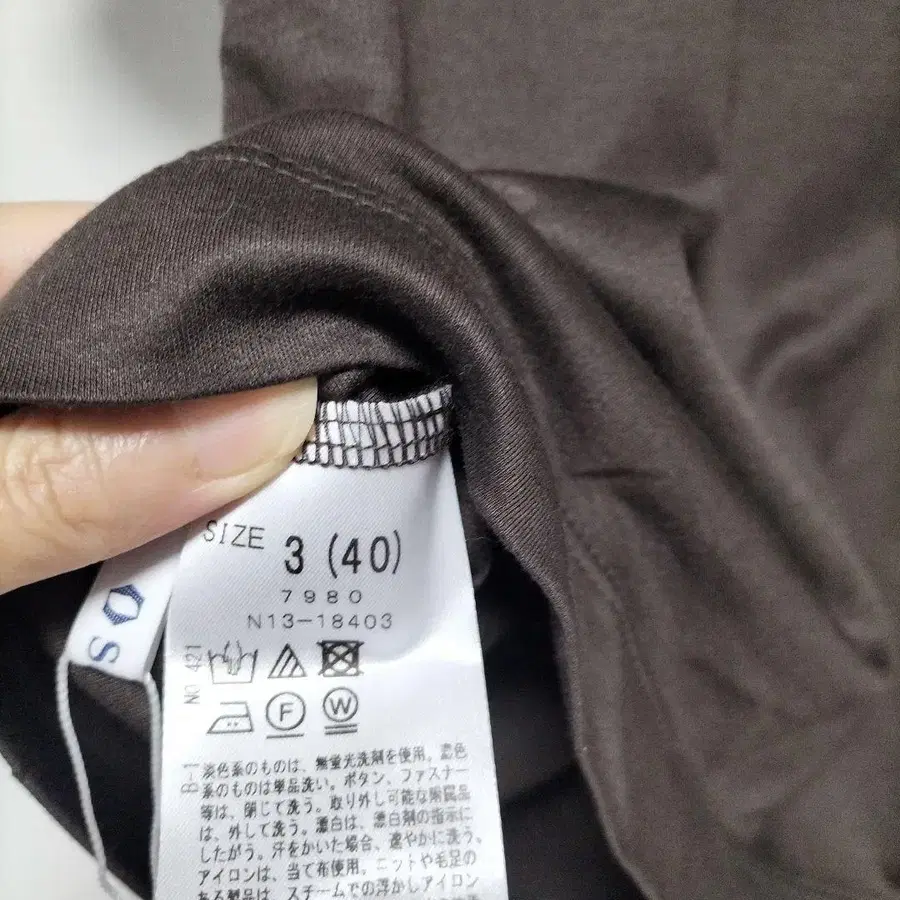 SIZE 3 (40)
7980
N13-18403
NO 421
F
W
B-1
淡色系のものは、無蛍光洗剤を使用。濃色
系のものは単品洗い。ボタン、ファスナー
等は、閉じて洗う。取り外し可能な附属品
は、外して洗う。漂白は、漂白剤の指示に
したがう。汗をかいた場合、速やかに洗う。
アイロンは、当て布使用。ニットや毛足の
ある製品は、スチームでの浮かしアイロン